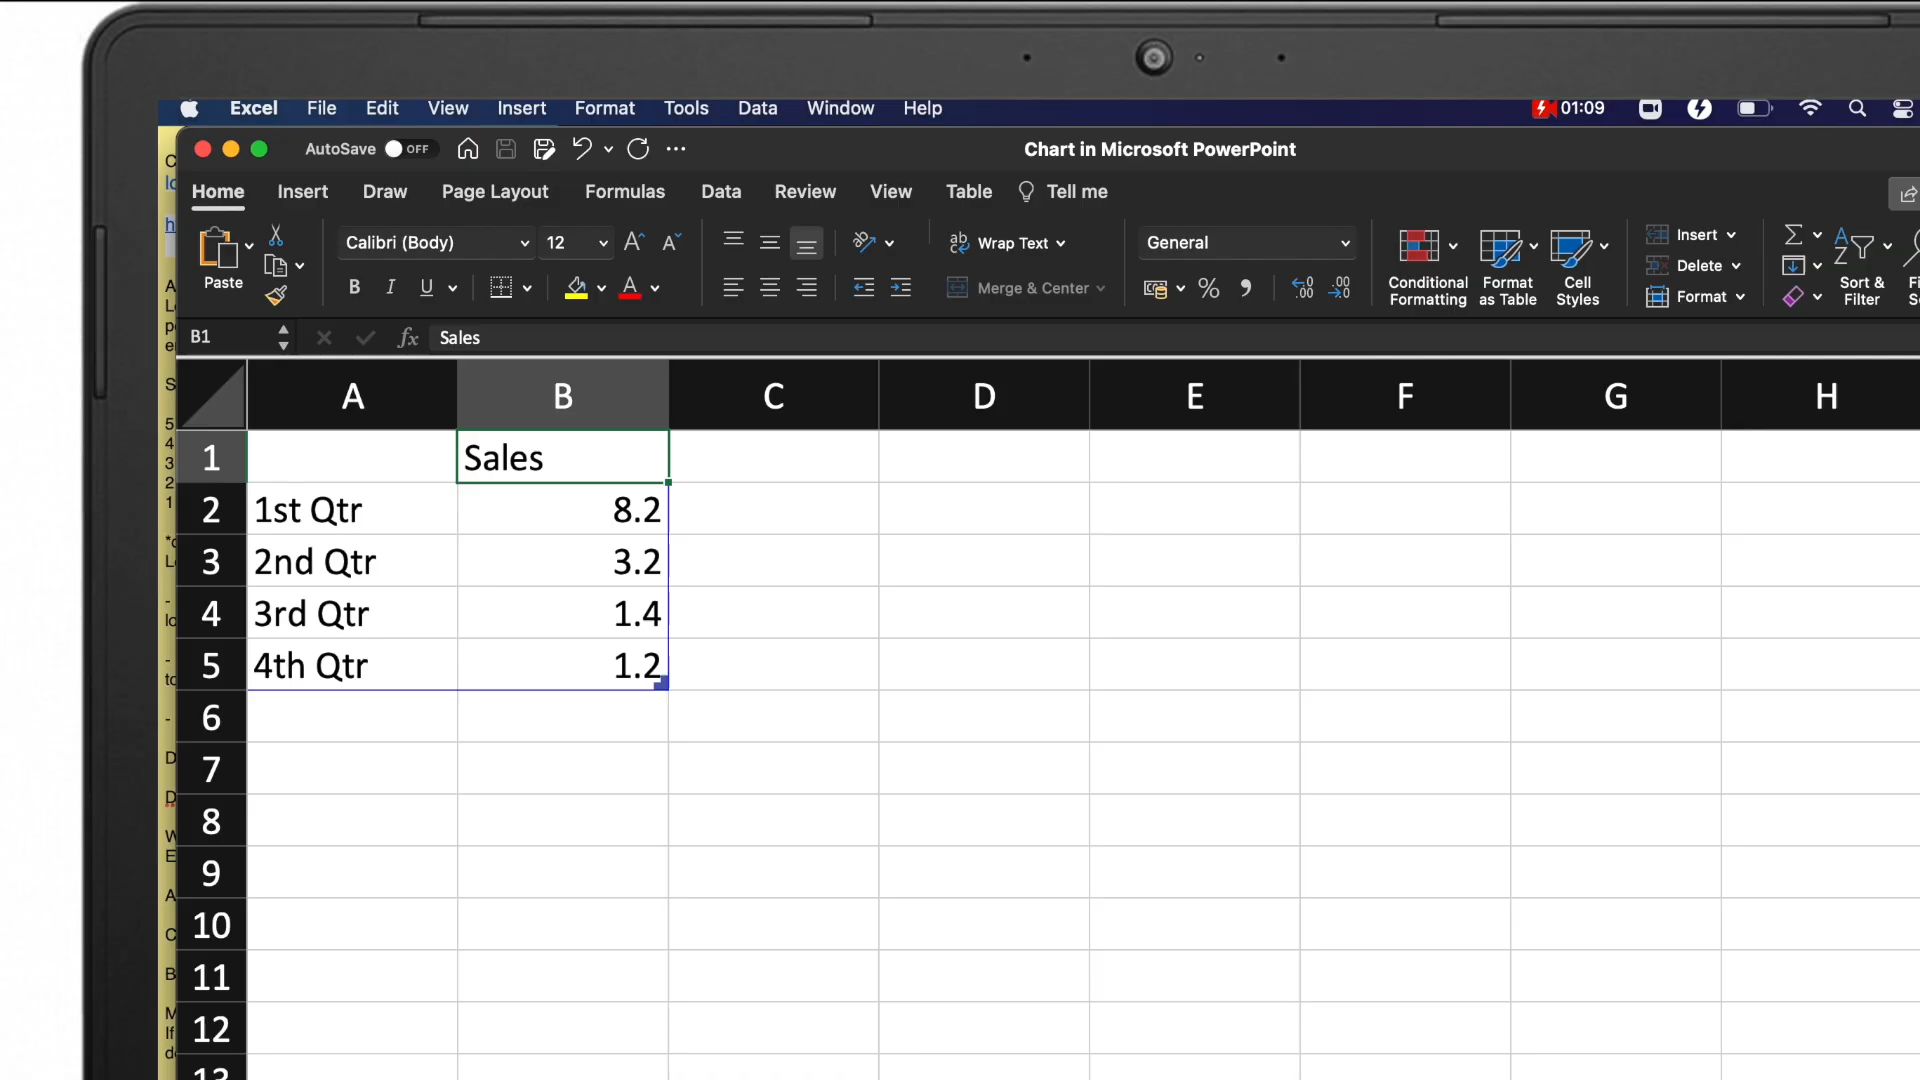 Excel File Edit View Insert Format Tools Data Window Help 01:09
AutoSave OFF Chart in Microsoft PowerPoint
Home Insert Draw Page Layout Formulas Data Review View Table Tell me
Paste Calibri (Body) 12 Wrap Text General Conditional Formatting Format as Table Cell Styles Insert
Delete
B I U A Merge & Center % Format Sort & Filter
B1 fx Sales
A B C D E F G H
1 Sales
2 1st Qtr 8.2
3 2nd Qtr 3.2
4 3rd Qtr 1.4
5 4th Qtr 1.2
6
7
8
9
10
11
12
13